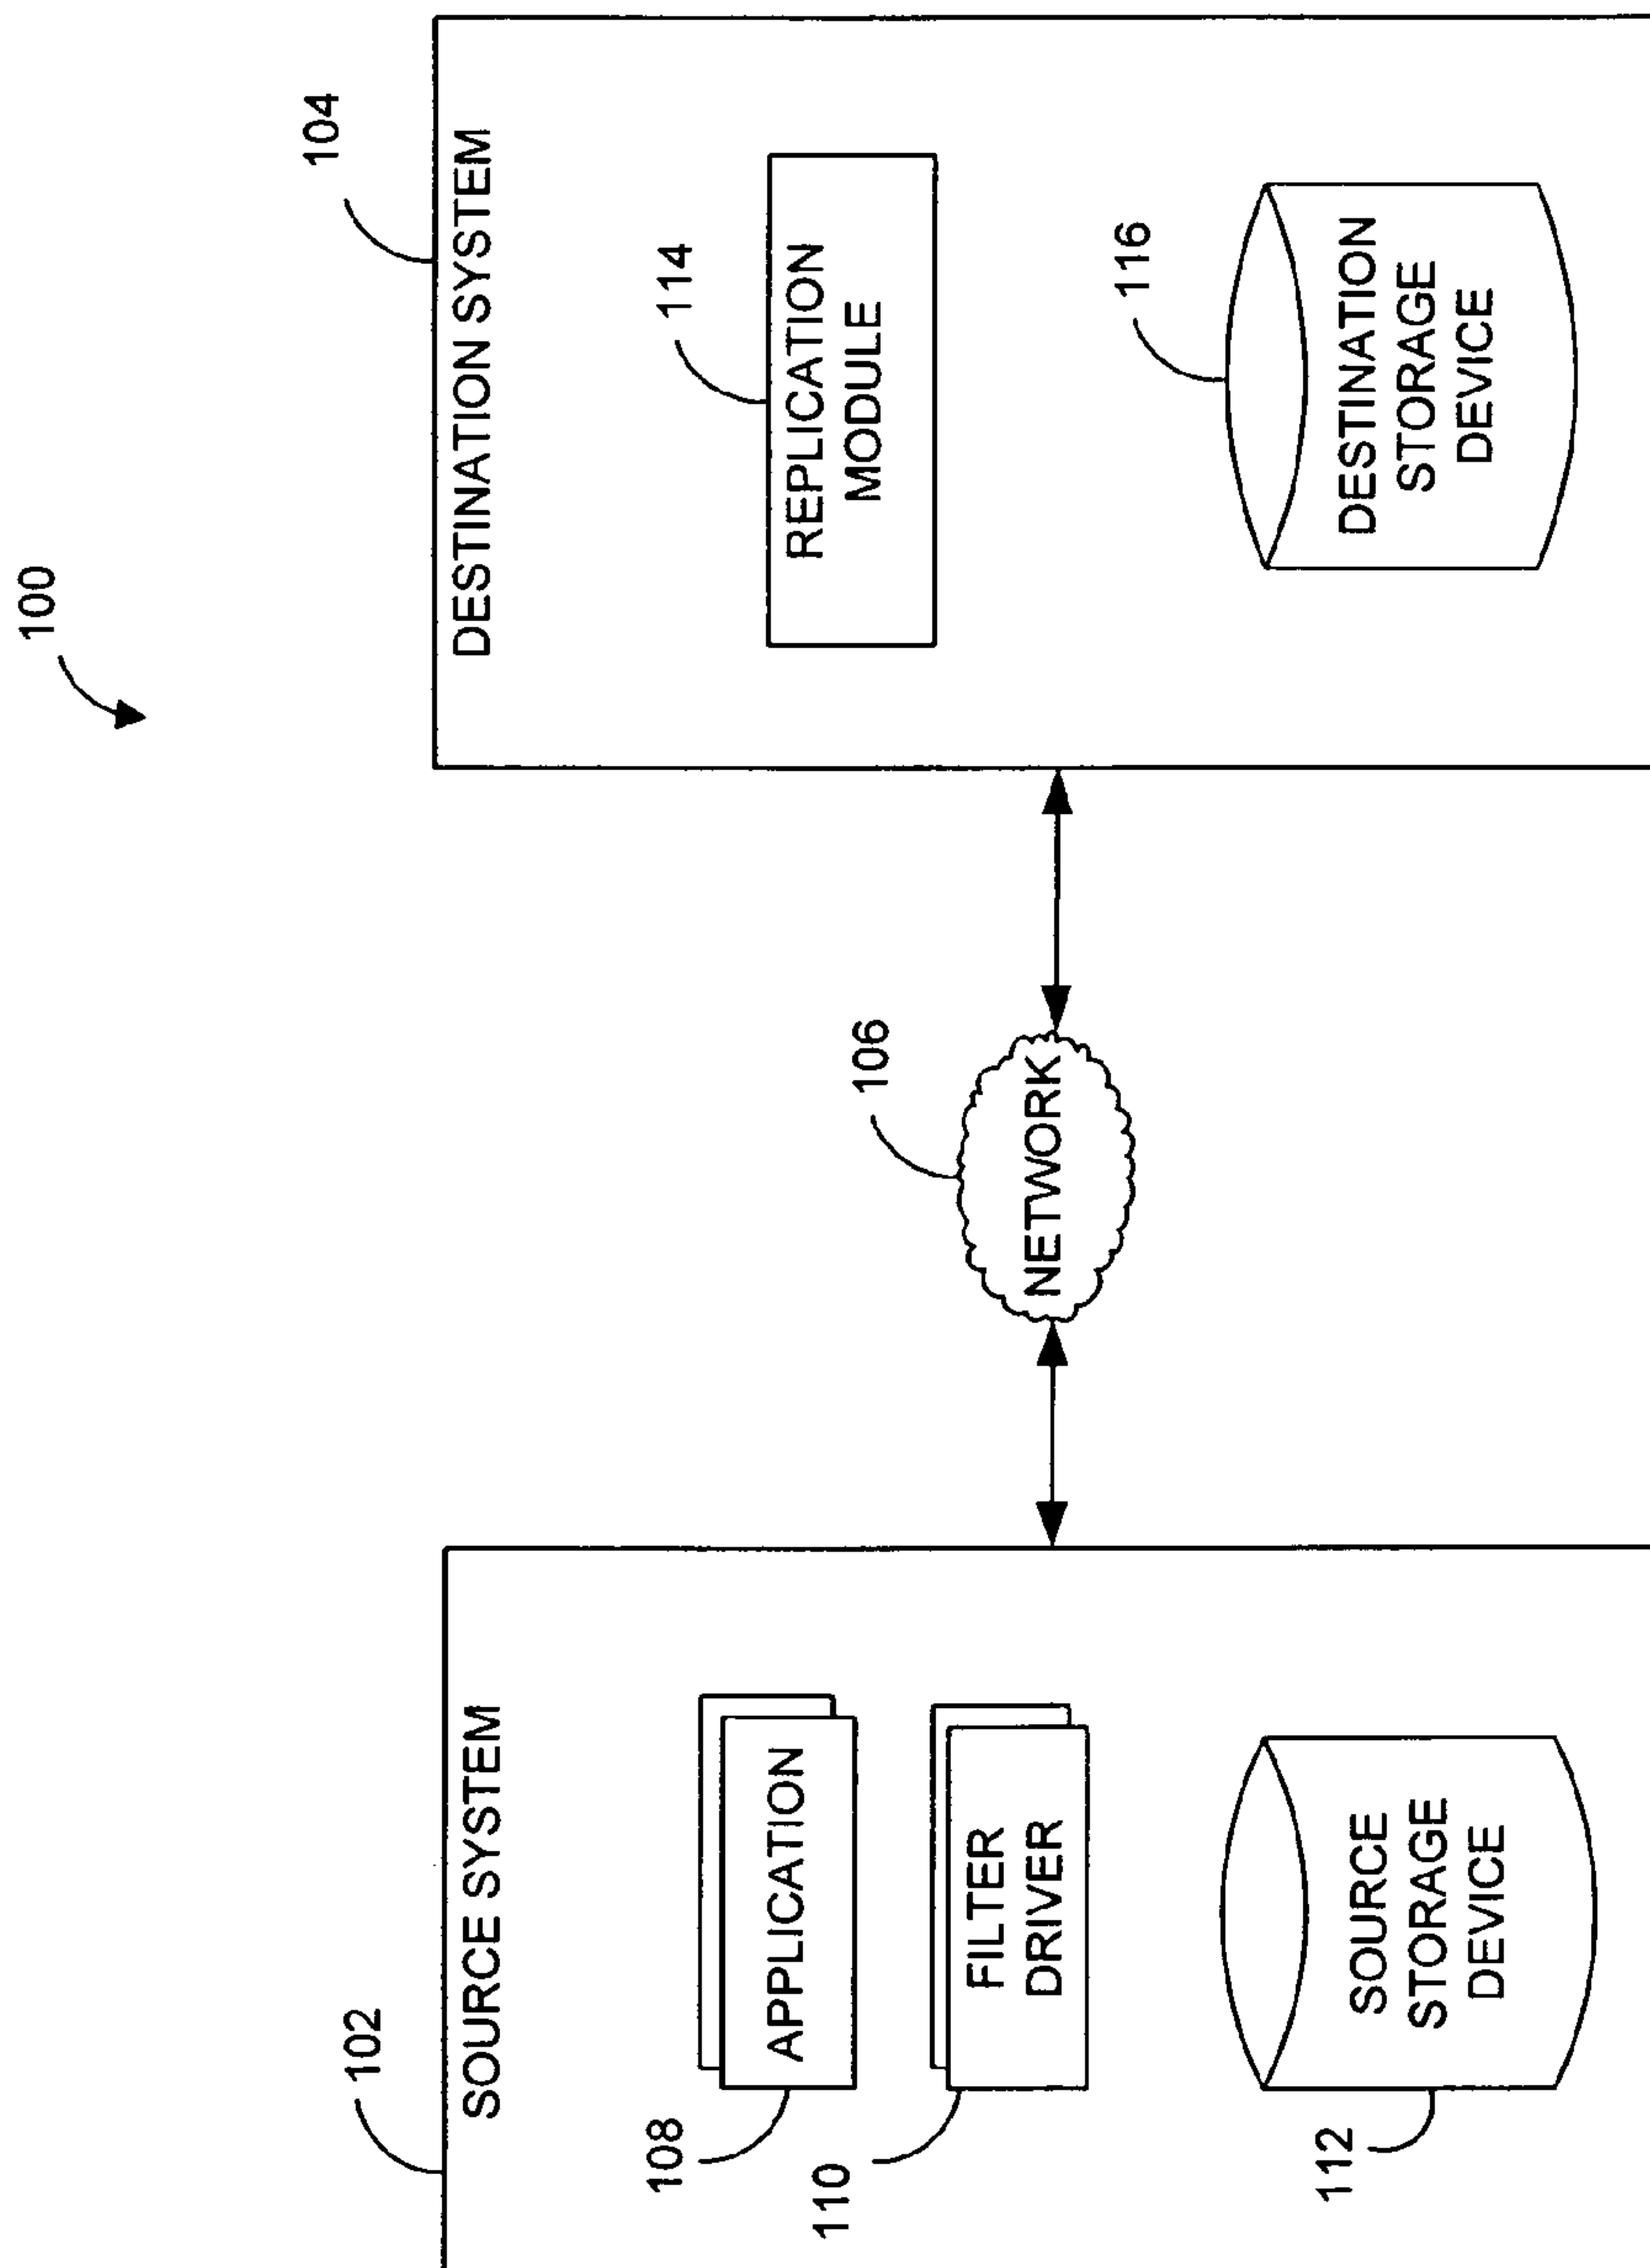 100
102
SOURCE SYSTEM
108
APPLICATION
110
FILTER
DRIVER
112
SOURCE
STORAGE
DEVICE
106
NETWORK
104
DESTINATION SYSTEM
114
REPLICATION
MODULE
116
DESTINATION
STORAGE
DEVICE